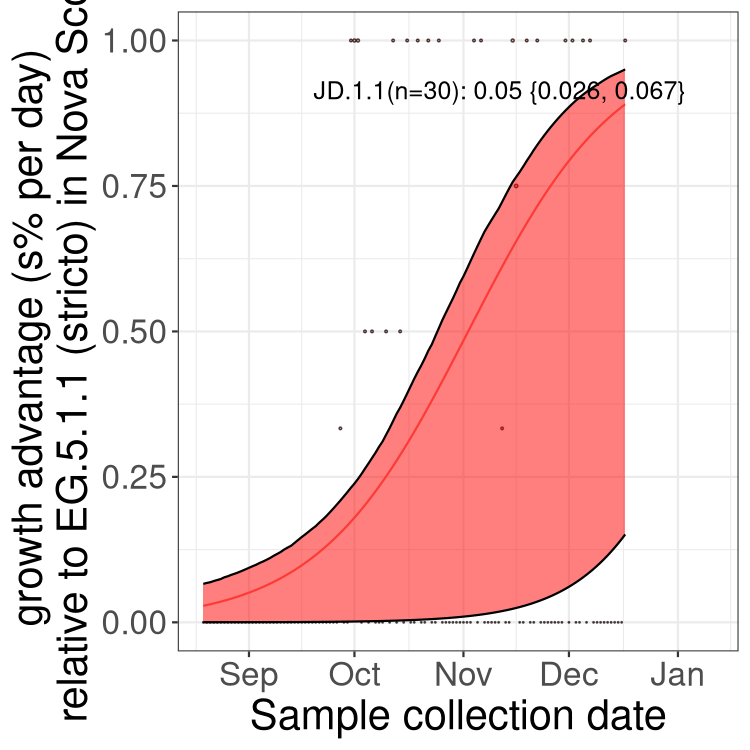 growth advantage (s% per day)
relative to EG.5.1.1 (stricto) in Nova
1.00
0.75
0.50
0.25
0.00
JD.1.1(n=30): 0.05 {0.026, 0.067}
Sep Oct Nov Dec Jan
Sample collection date